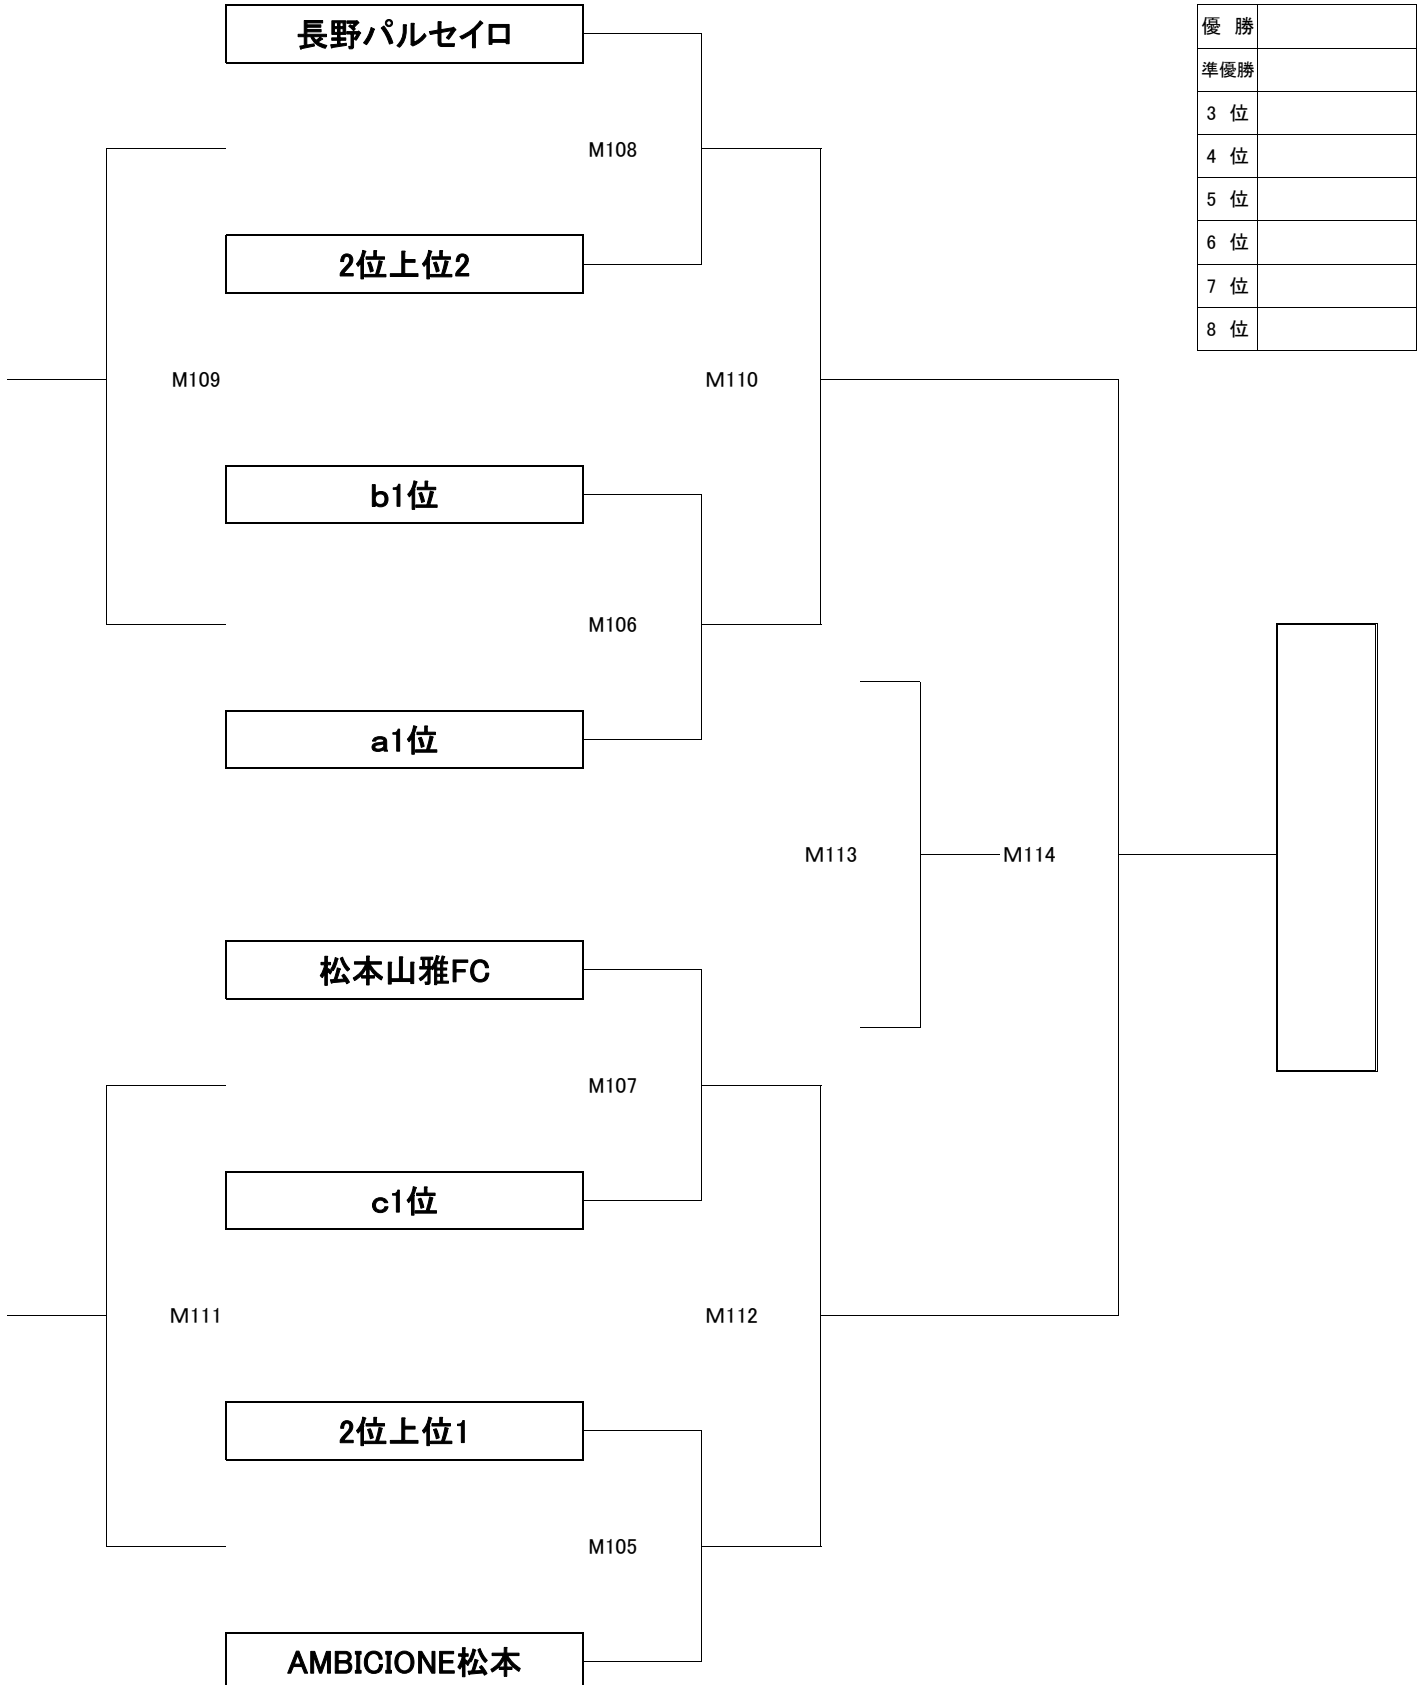 長野パルセイロ
優 勝
準優勝
3 位
M108
4 位
5 位
2位上位2
6 位
7 位
8 位
M109
M110
b1位
M106
a1位
M113
M114
松本山雅FC
M107
c1位
M111
M112
2位上位1
M105
AMBICIONE松本